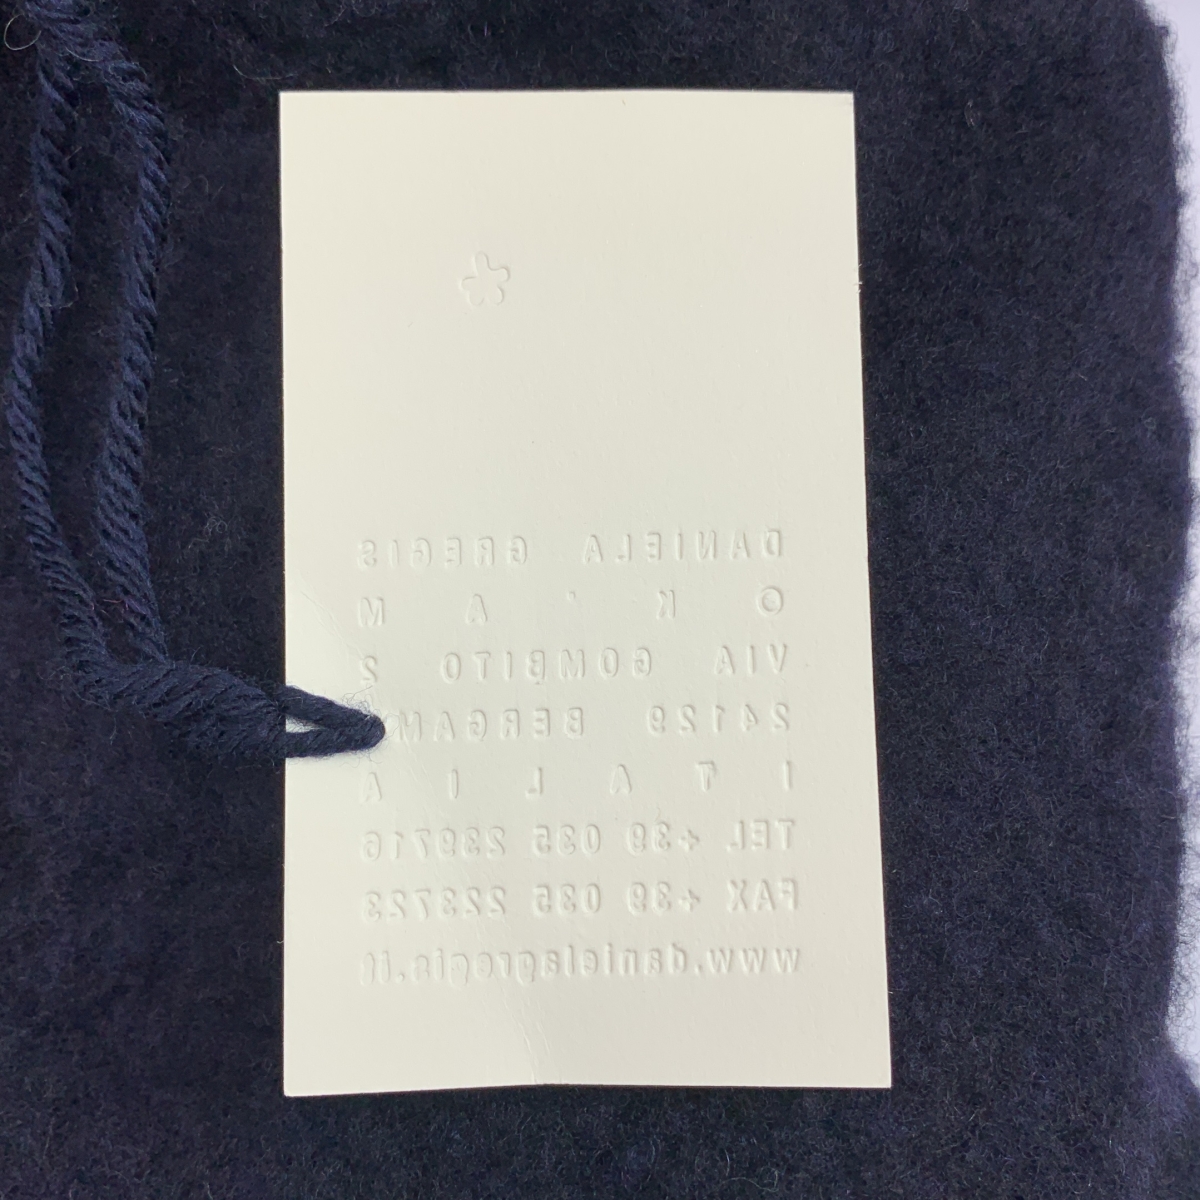 DANIELA GREGIS
O K ' A M
VIA GOMBITO 2
24129 BERGAM
I T A L I A
TEL +39 035 239716
FAX +39 035 223723
www.danielagregis.it